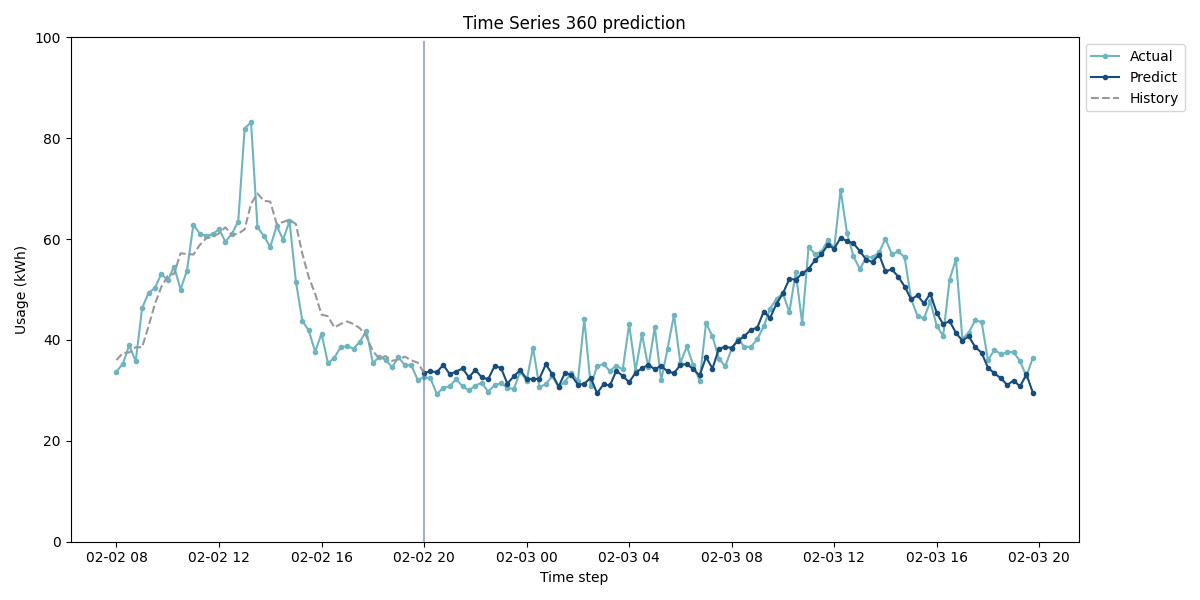 Time Series 360 prediction
100
80
60
40
20
0
Usage (kWh)
02-02 08
02-02 12
02-02 16
02-02 20
02-03 00
02-03 04
02-03 08
02-03 12
02-03 16
02-03 20
Time step
Actual
Predict
History